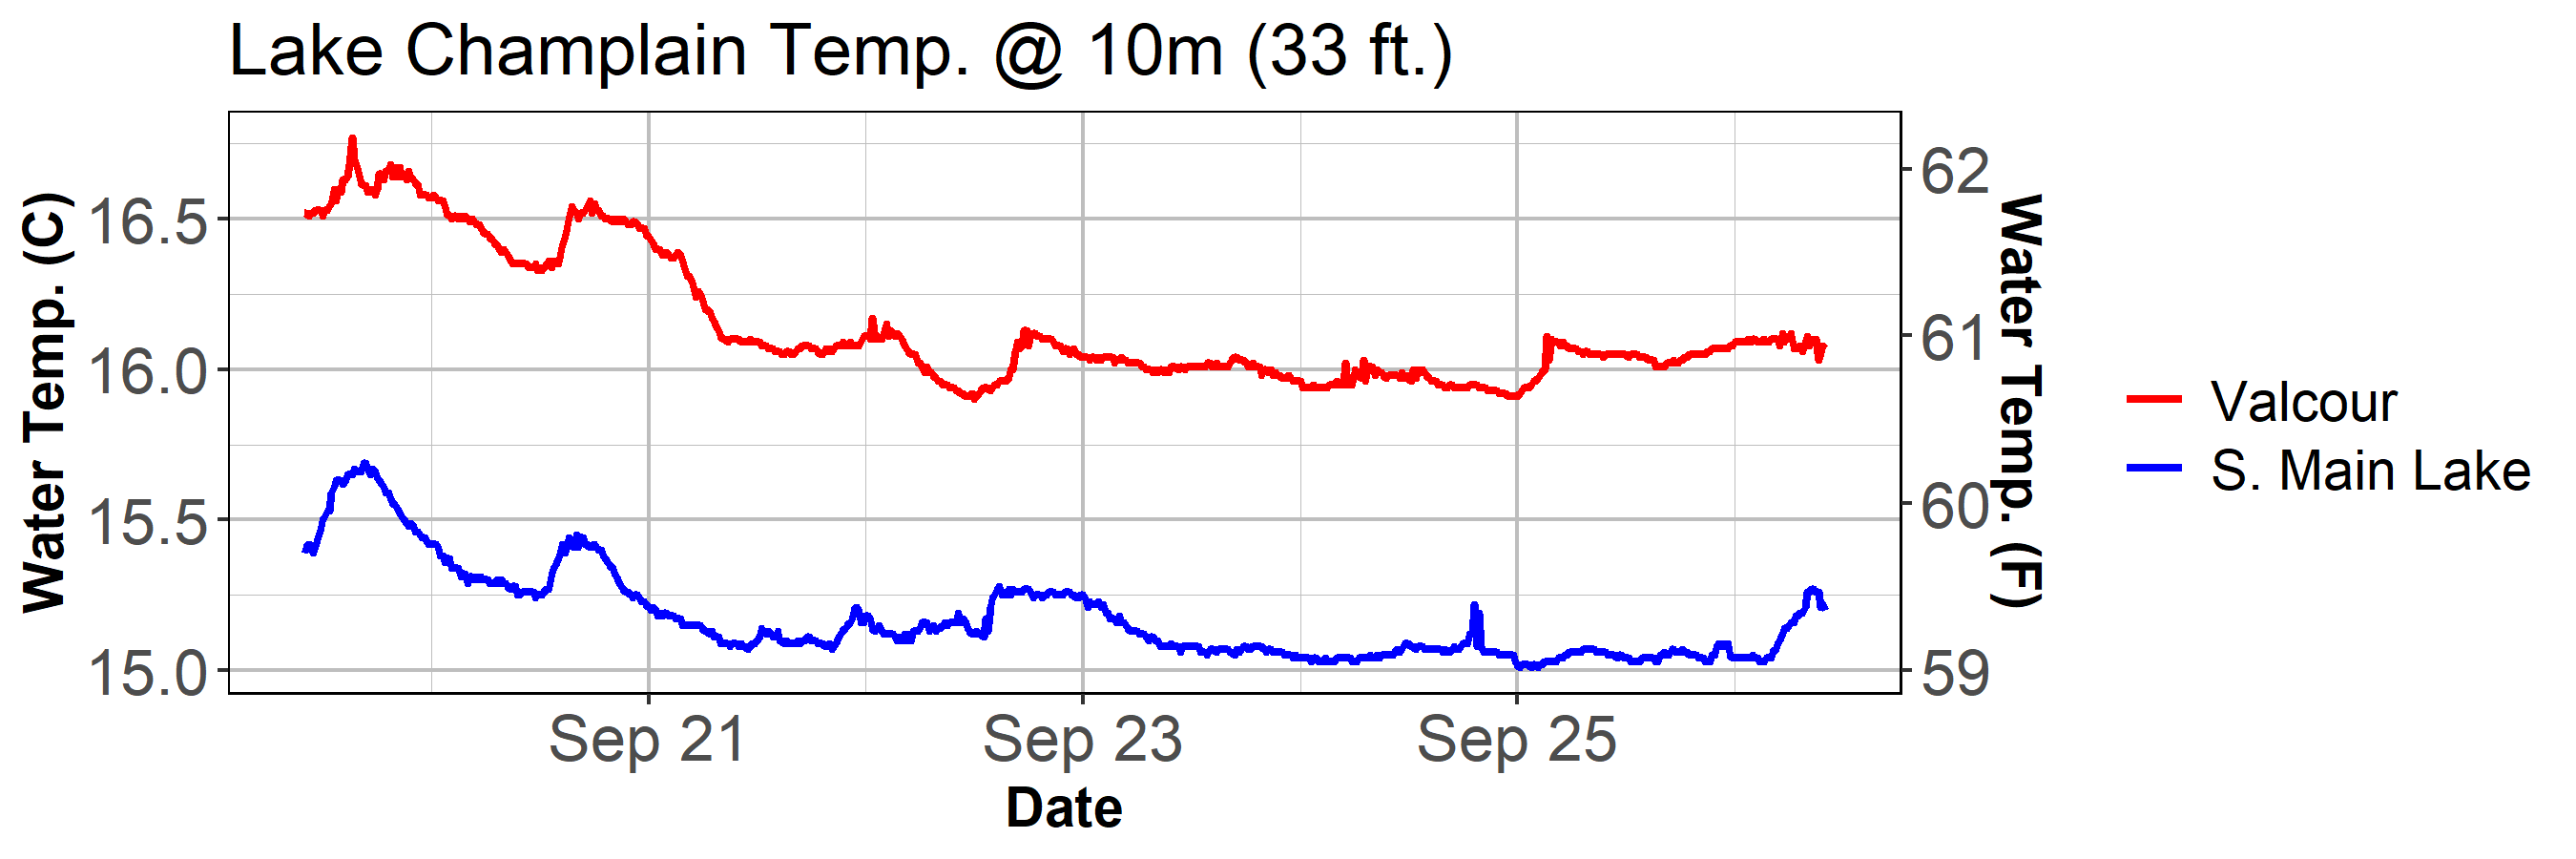 Lake Champlain Temp. @ 10m (33 ft.)
Water Temp. (C)
16.5
16.0
15.5
15.0
62
61
60
59
Water Temp. (F)
Sep 21
Sep 23
Sep 25
Date
Valcour
S. Main Lake